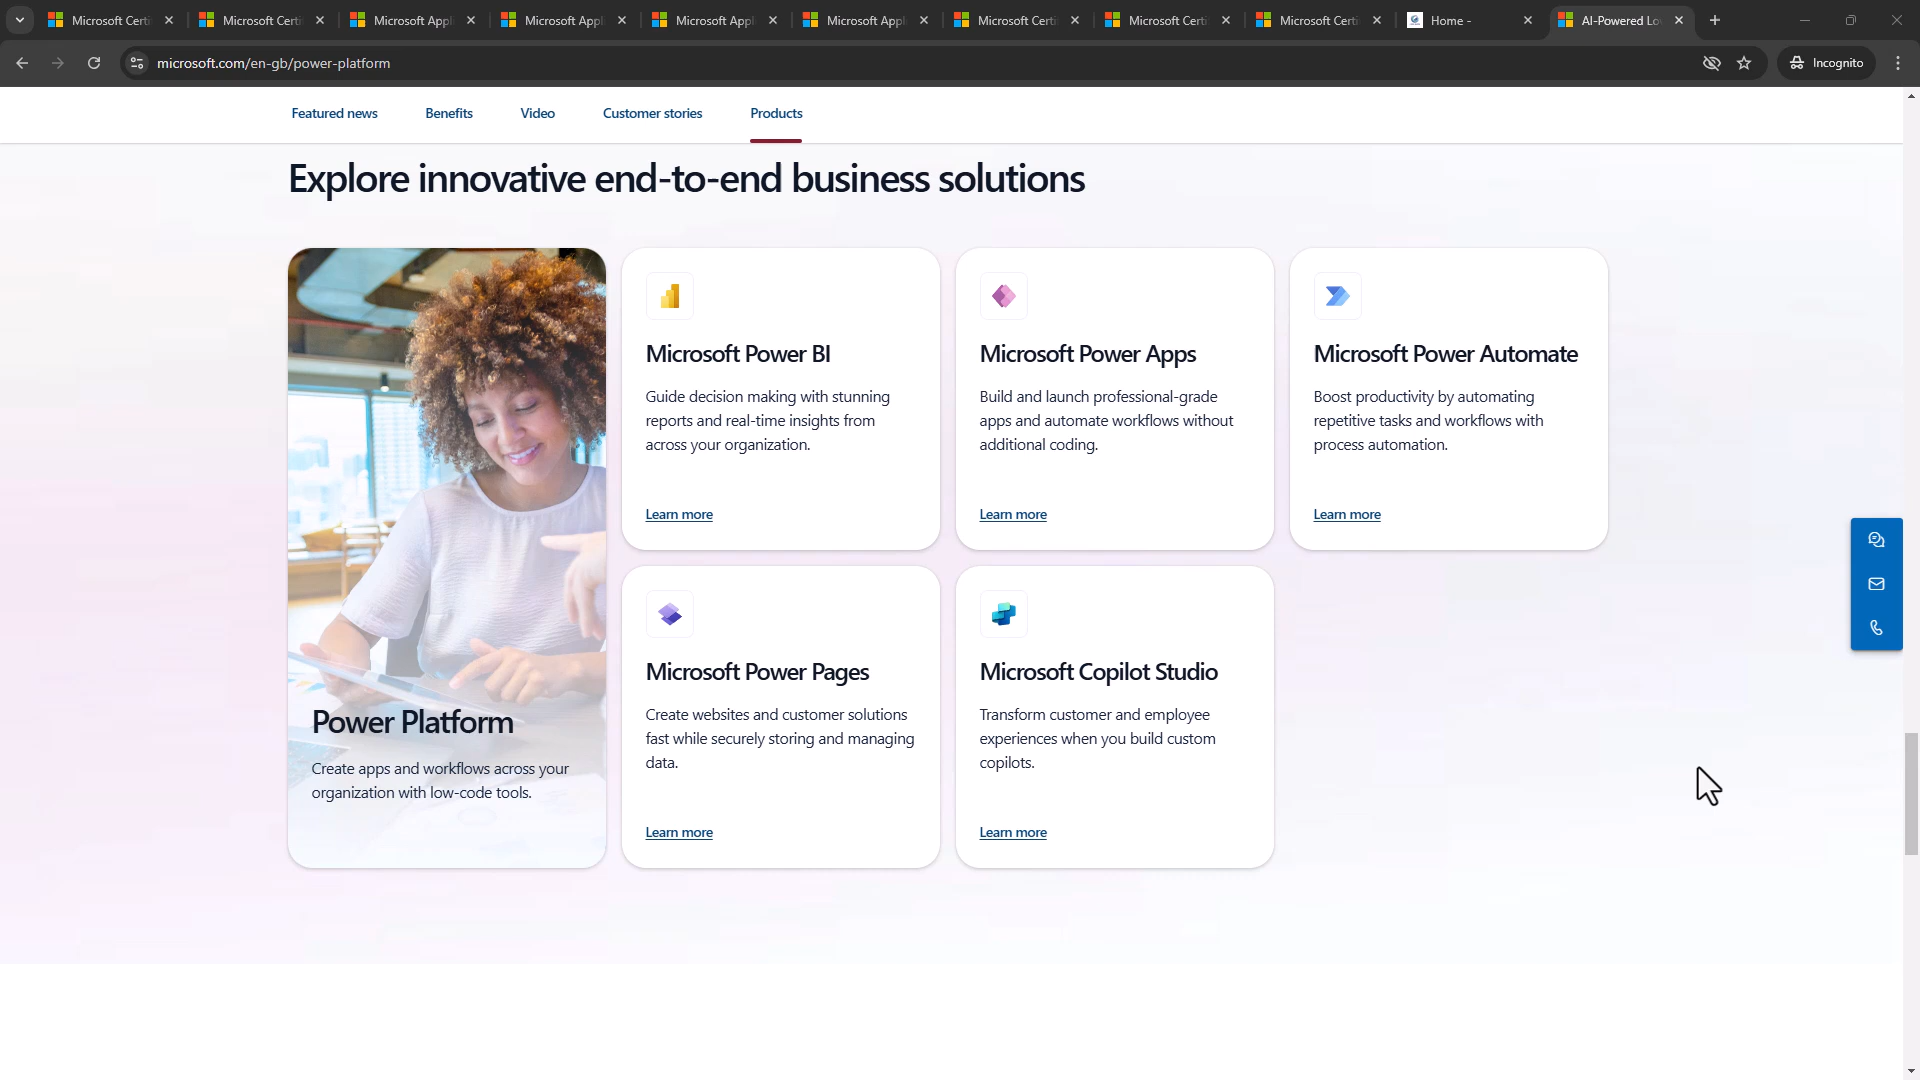 Microsoft Certi
Microsoft Certi
Microsoft Appl
Microsoft Appl
Microsoft Appl
Microsoft Appl
Microsoft Certi
Microsoft Certi
Microsoft Certi
Home -
AI-Powered Lo
microsoft.com/en-gb/power-platform
Incognito
Featured news
Benefits
Video
Customer stories
Products
Explore innovative end-to-end business solutions
Power Platform
Create apps and workflows across your
organization with low-code tools.
Microsoft Power BI
Guide decision making with stunning
reports and real-time insights from
across your organization.
Learn more
Microsoft Power Apps
Build and launch professional-grade
apps and automate workflows without
additional coding.
Learn more
Microsoft Power Automate
Boost productivity by automating
repetitive tasks and workflows with
process automation.
Learn more
Microsoft Power Pages
Create websites and customer solutions
fast while securely storing and managing
data.
Learn more
Microsoft Copilot Studio
Transform customer and employee
experiences when you build custom
copilots.
Learn more